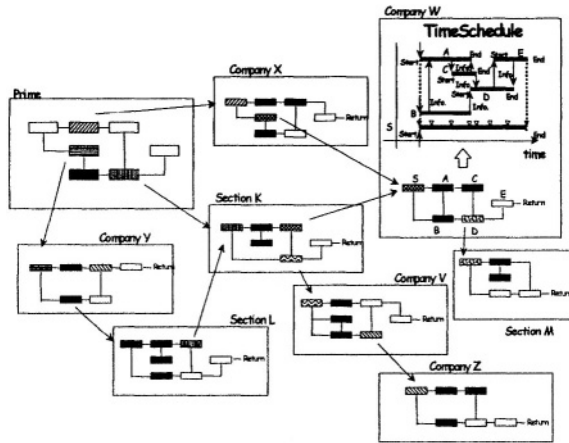 Company W
TimeSchedule
Start A End Start E End
C Info.
Start End Info.
Info. Start D End
B Info.
S
Start End
time
Prime
Company X
Return
Section K
Return
S A C
E
Return
B D
Company Y
Return
Section L
Return
Company V
Return
Return
Section M
Company Z
Return